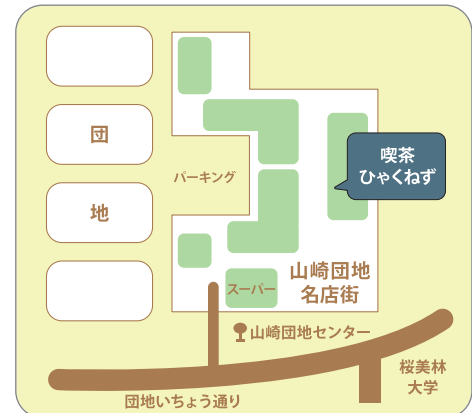 団
地
パーキング
喫茶
ひゃくねず
スーパー
山崎団地
名店街
山崎団地センター
団地いちょう通り
桜美林
大学